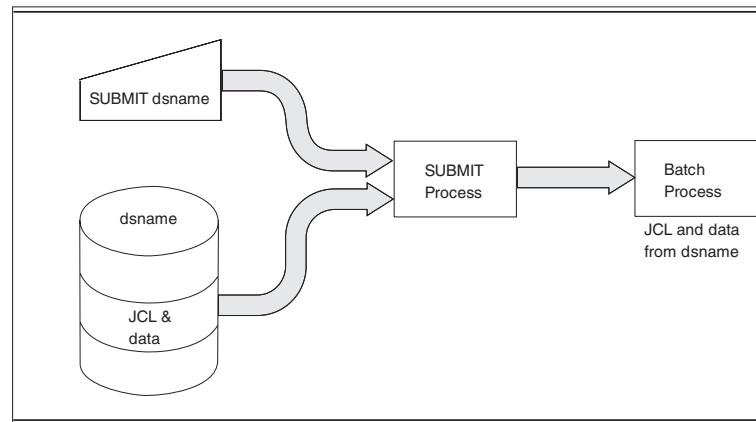 SUBMIT dsname
dsname
JCL &
data
SUBMIT
Process
Batch
Process
JCL and data
from dsname